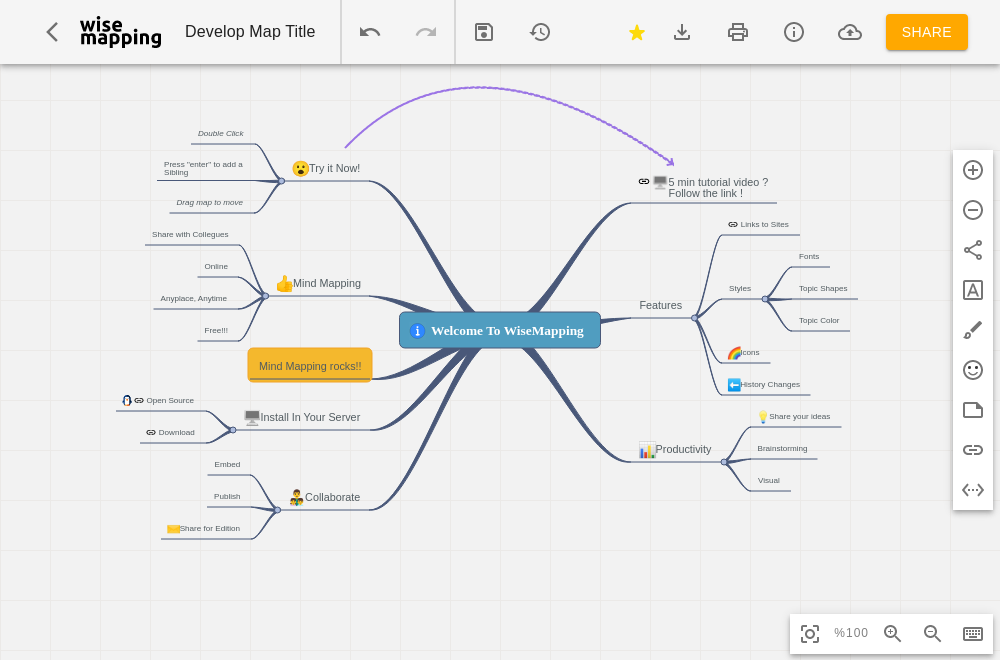 wise
mapping
Develop Map Title
SHARE
Double Click
Press "enter" to add a
Sibling
Drag map to move
Try it Now!
Share with Collegues
Online
Anyplace, Anytime
Free!!!
Mind Mapping
Mind Mapping rocks!!
Open Source
Download
Install In Your Server
Embed
Publish
Share for Edition
Collaborate
Welcome To WiseMapping
5 min tutorial video ?
Follow the link !
Features
Links to Sites
Styles
Fonts
Topic Shapes
Topic Color
Icons
History Changes
Productivity
Share your ideas
Brainstorming
Visual
%100